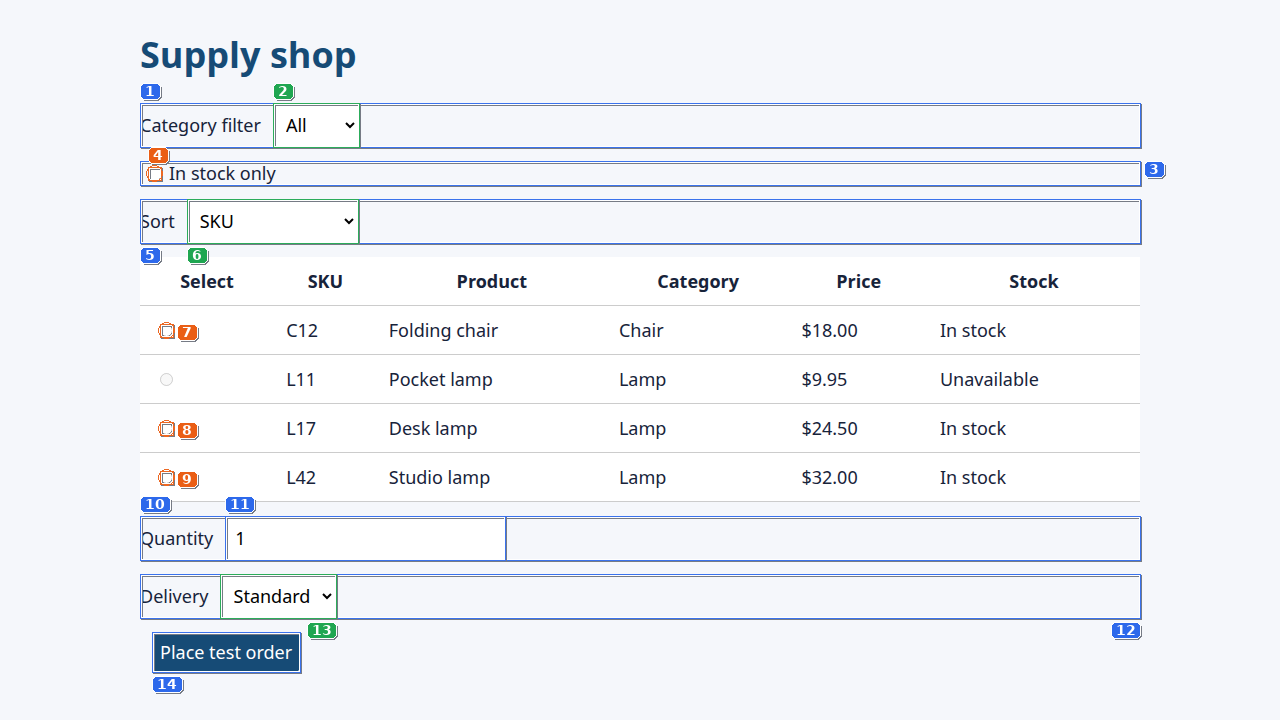 Supply shop
1 2
Category filter All
4
In stock only 3
Sort SKU
5 6
Select SKU Product Category Price Stock
7 C12 Folding chair Chair $18.00 In stock
L11 Pocket lamp Lamp $9.95 Unavailable
8 L17 Desk lamp Lamp $24.50 In stock
9 L42 Studio lamp Lamp $32.00 In stock
10 11
Quantity 1
Delivery Standard
13 12
Place test order
14